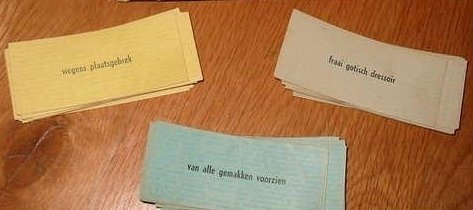 wegens plaatsgebrek
fraai gotisch dressoir
van alle gemakken voorzien